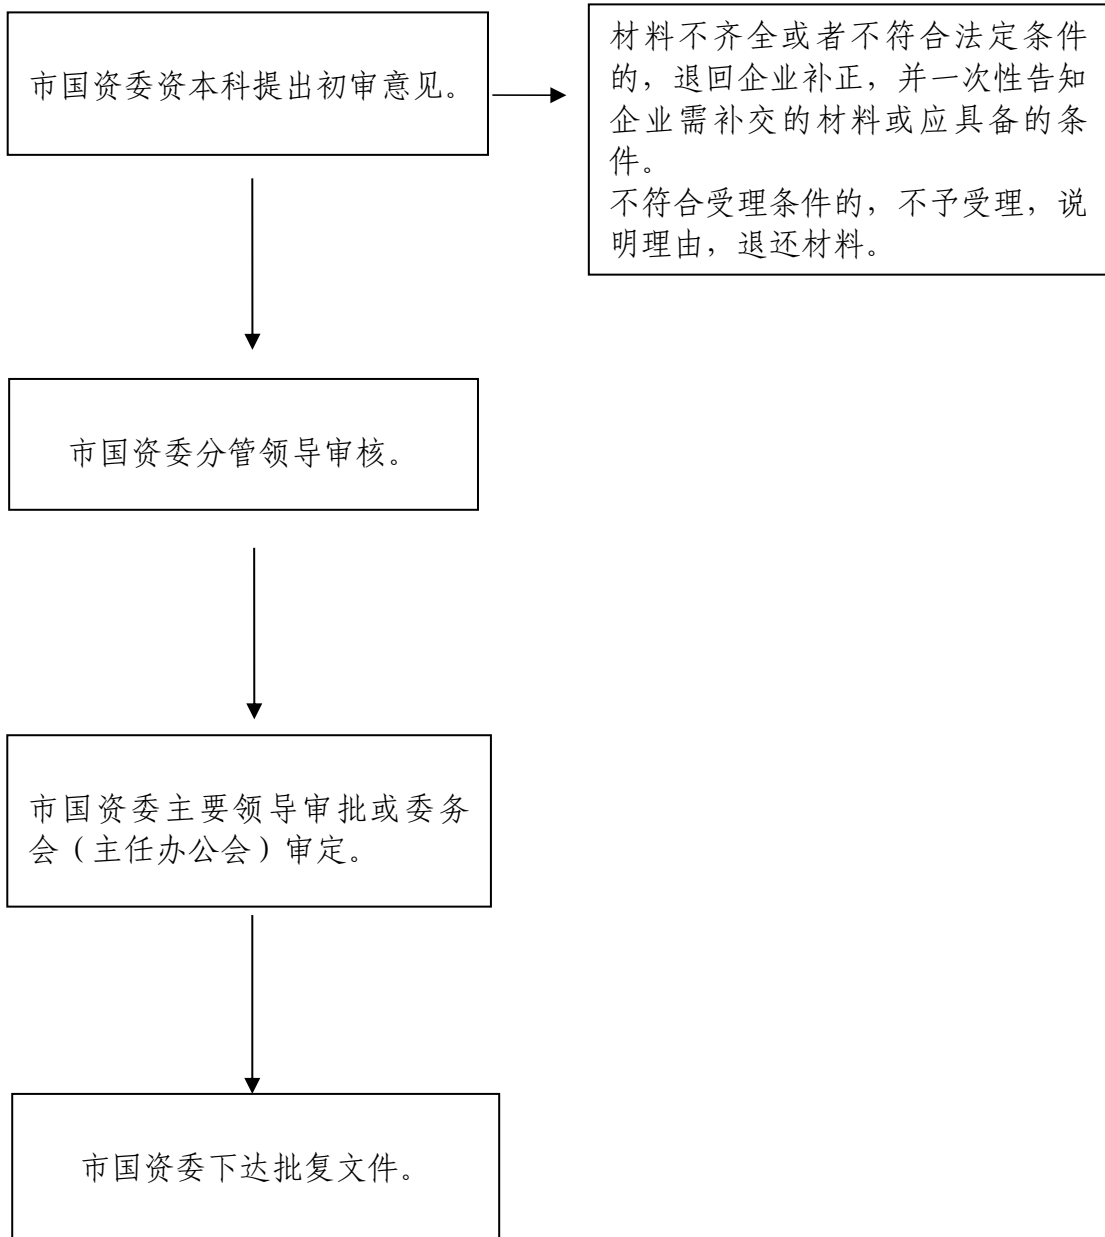 市国资委资本科提出初审意见。
材料不齐全或者不符合法定条件
的，退回企业补正，并一次性告知
企业需补交的材料或应具备的条
件。
不符合受理条件的，不予受理，说
明理由，退还材料。
市国资委分管领导审核。
市国资委主要领导审批或委务
会（主任办公会）审定。
市国资委下达批复文件。